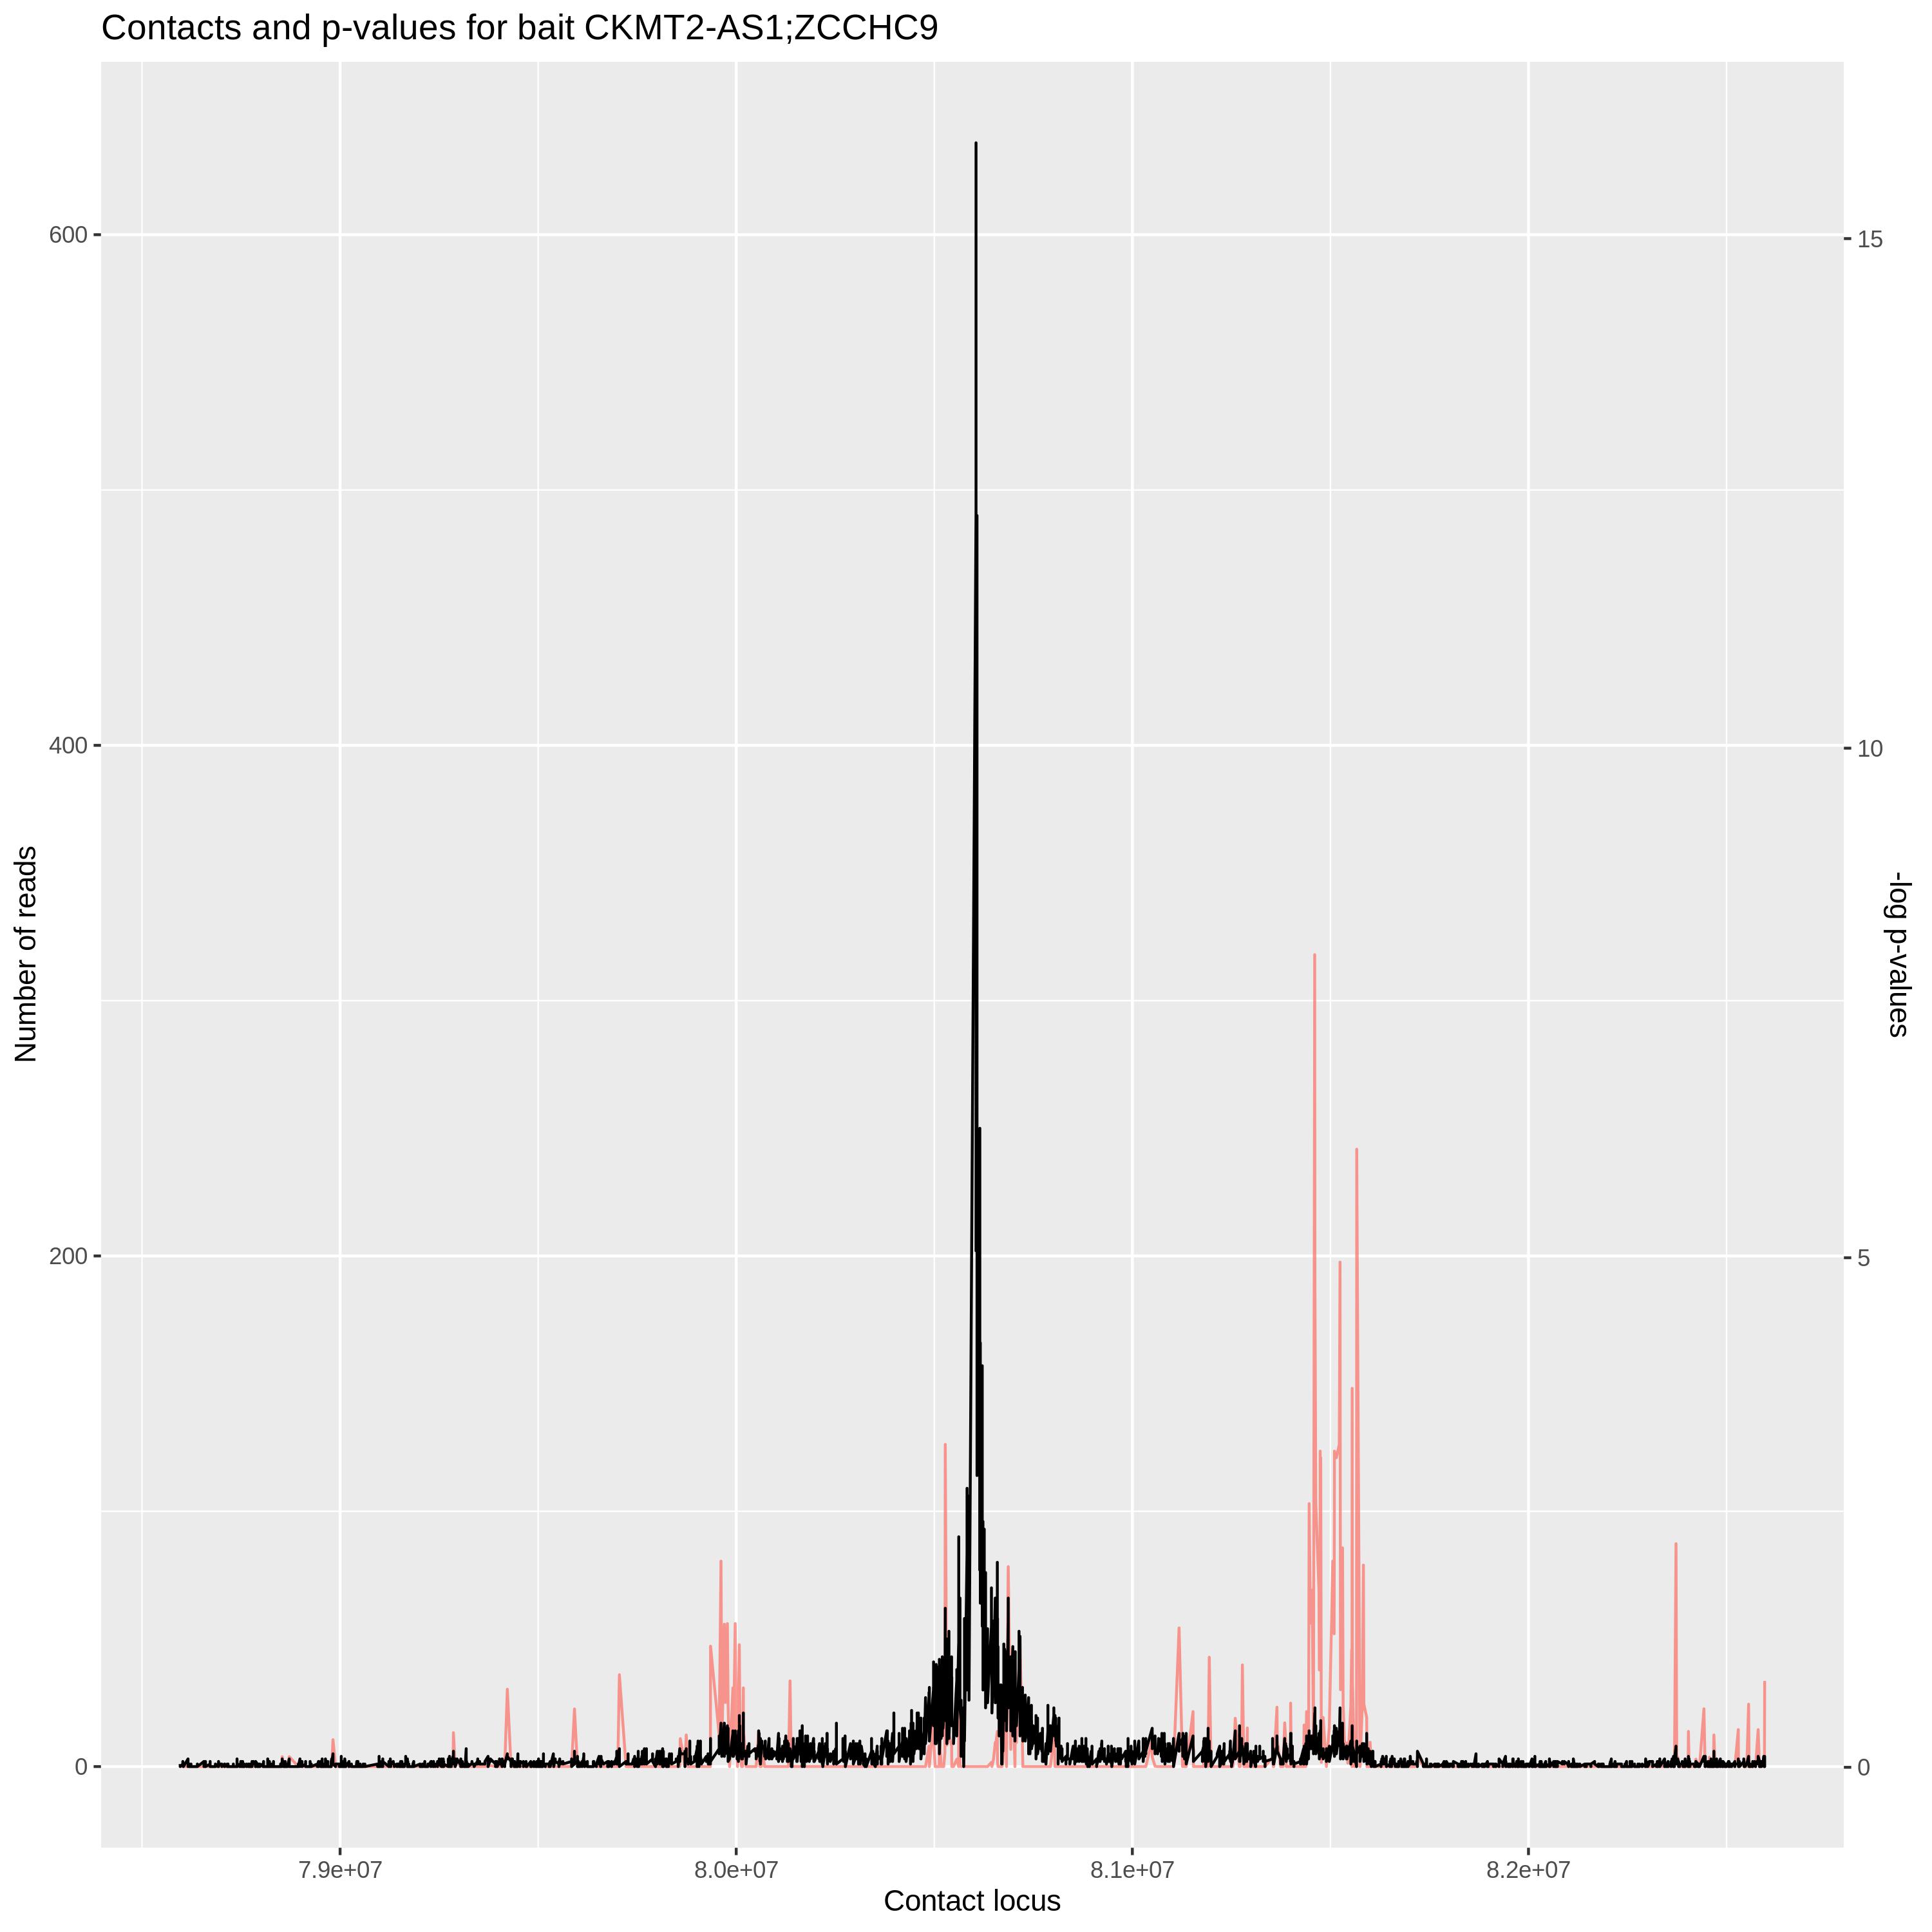 Contacts and p-values for bait CKMT2-AS1;ZCCHC9
600
400
200
0
Number of reads
15
10
5
0
-log p-values
7.9e+07 8.0e+07 8.1e+07 8.2e+07
Contact locus